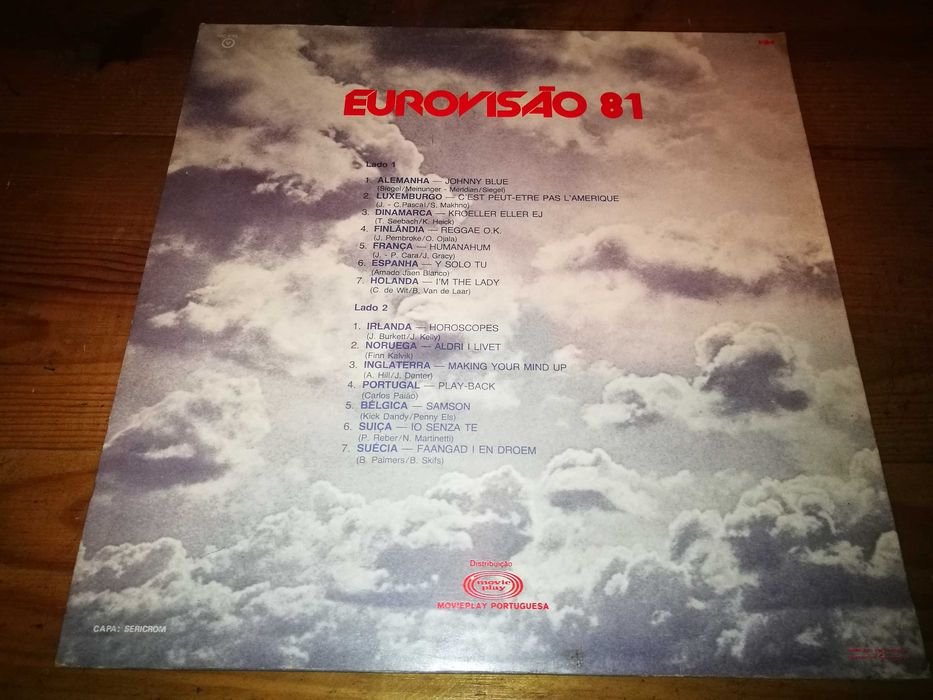 EUROVISÃO 81
Lado 1
1. ALEMANHA — JOHNNY BLUE
(Siegel/Meinunger - Meridian/Siegel)
2. LUXEMBURGO — C'EST PEUT-ETRE PAS L'AMERIQUE
(J. - C. Pascal/S. Makhno)
3. DINAMARCA — KROELLER ELLER EJ
(T. Seebach/K. Heick)
4. FINLÂNDIA — REGGAE O.K.
(J. Pembroke/O. Ojala)
5. FRANÇA — HUMANAHUM
(J. - P. Cara/J. Gracy)
6. ESPANHA — Y SOLO TU
(Amado Jaen Blanco)
7. HOLANDA — I'M THE LADY
(C. de Wit/B. Van de Laar)
Lado 2
1. IRLANDA — HOROSCOPES
(J. Burkett/J. Kelly)
2. NORUEGA — ALDRI I LIVET
(Finn Kalvik)
3. INGLATERRA — MAKING YOUR MIND UP
(A. Hill/J. Danter)
4. PORTUGAL — PLAY-BACK
(Carlos Paião)
5. BÉLGICA — SAMSON
(Kick Dandy/Penny Els)
6. SUIÇA — IO SENZA TE
(P. Reber/N. Martinetti)
7. SUÉCIA — FAANGAD I EN DROEM
(B. Palmers/B. Skifs)
Distribuição
movie
play
MOVIEPLAY PORTUGUESA
CAPA: SERICROM